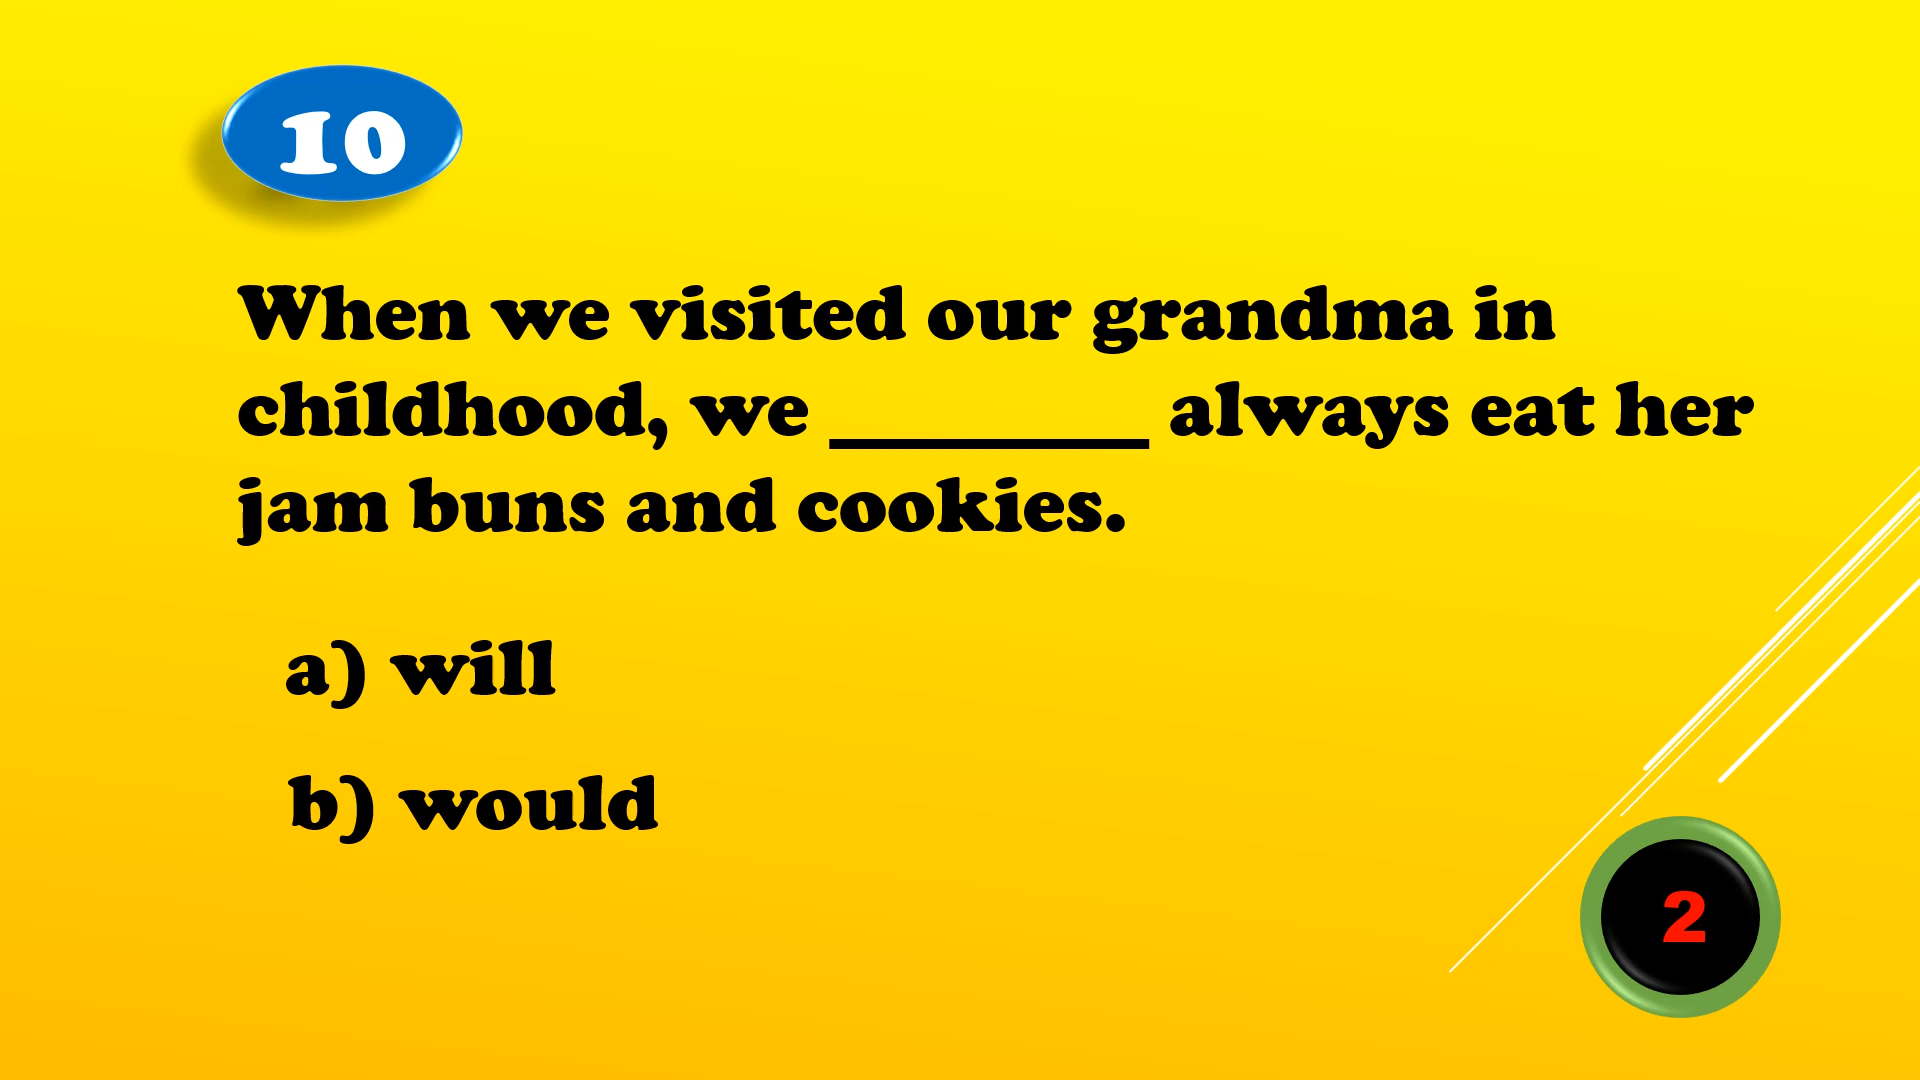 10
When we visited our grandma in
childhood, we ________ always eat her
jam buns and cookies.
a) will
b) would
2